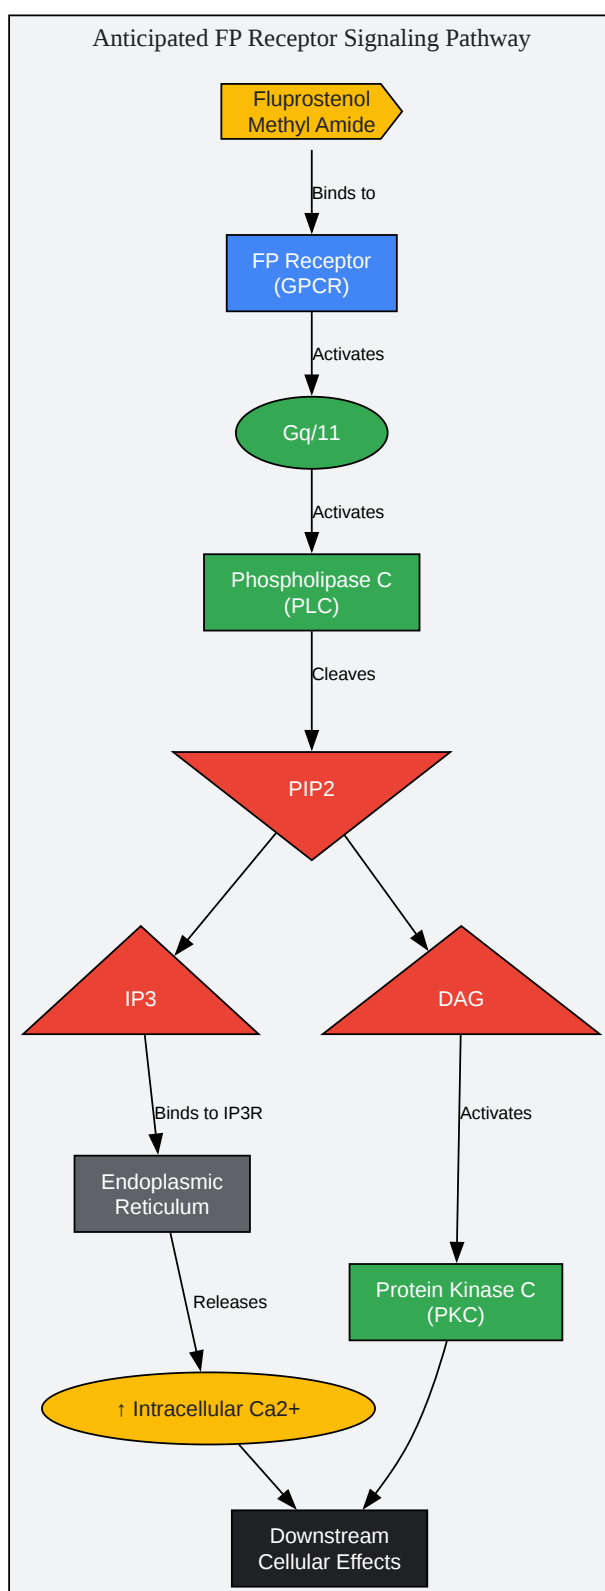 Anticipated FP Receptor Signaling Pathway
Fluprostenol
Methyl Amide
Binds to
FP Receptor
(GPCR)
Activates
Gq/11
Activates
Phospholipase C
(PLC)
Cleaves
PIP2
IP3
DAG
Binds to IP3R
Activates
Endoplasmic
Reticulum
Releases
Protein Kinase C
(PKC)
↑ Intracellular Ca2+
Downstream
Cellular Effects